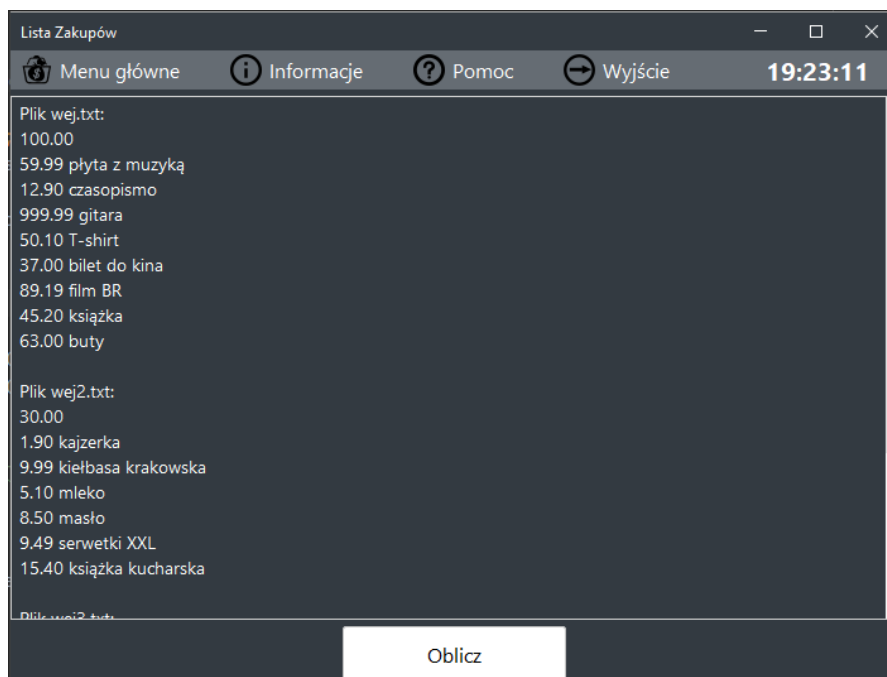 Lista Zakupów
Menu główne Informacje Pomoc Wyjście 19:23:11
Plik wej.txt:
100.00
59.99 płyta z muzyką
12.90 czasopismo
999.99 gitara
50.10 T-shirt
37.00 bilet do kina
89.19 film BR
45.20 książka
63.00 buty
Plik wej2.txt:
30.00
1.90 kajzerka
9.99 kiełbasa krakowska
5.10 mleko
8.50 masło
9.49 serwetki XXL
15.40 książka kucharska
Plik wej3.txt:
Oblicz